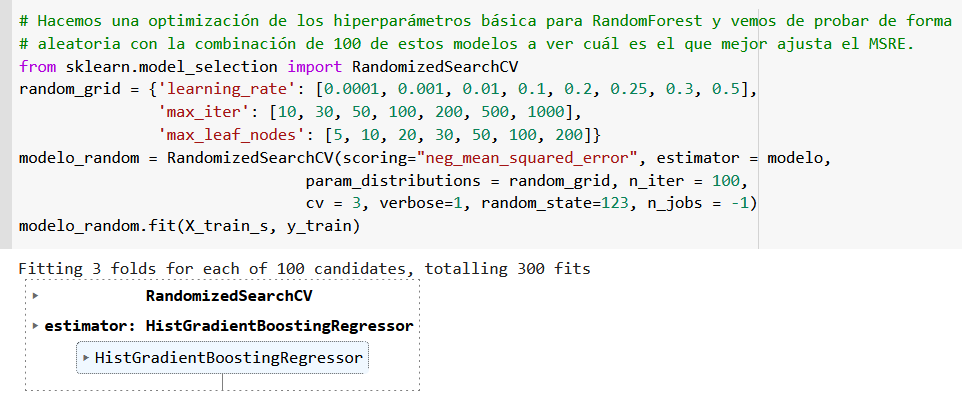 # Hacemos una optimización de los hiperparámetros básica para RandomForest y vemos de probar de forma
# aleatoria con la combinación de 100 de estos modelos a ver cuál es el que mejor ajusta el MSRE.
from sklearn.model_selection import RandomizedSearchCV
random_grid = {'learning_rate': [0.0001, 0.001, 0.01, 0.1, 0.2, 0.25, 0.3, 0.5],
'max_iter': [10, 30, 50, 100, 200, 500, 1000],
'max_leaf_nodes': [5, 10, 20, 30, 50, 100, 200]}
modelo_random = RandomizedSearchCV(scoring="neg_mean_squared_error", estimator = modelo,
param_distributions = random_grid, n_iter = 100,
cv = 3, verbose=1, random_state=123, n_jobs = -1)
modelo_random.fit(X_train_s, y_train)
Fitting 3 folds for each of 100 candidates, totalling 300 fits
RandomizedSearchCV
estimator: HistGradientBoostingRegressor
HistGradientBoostingRegressor